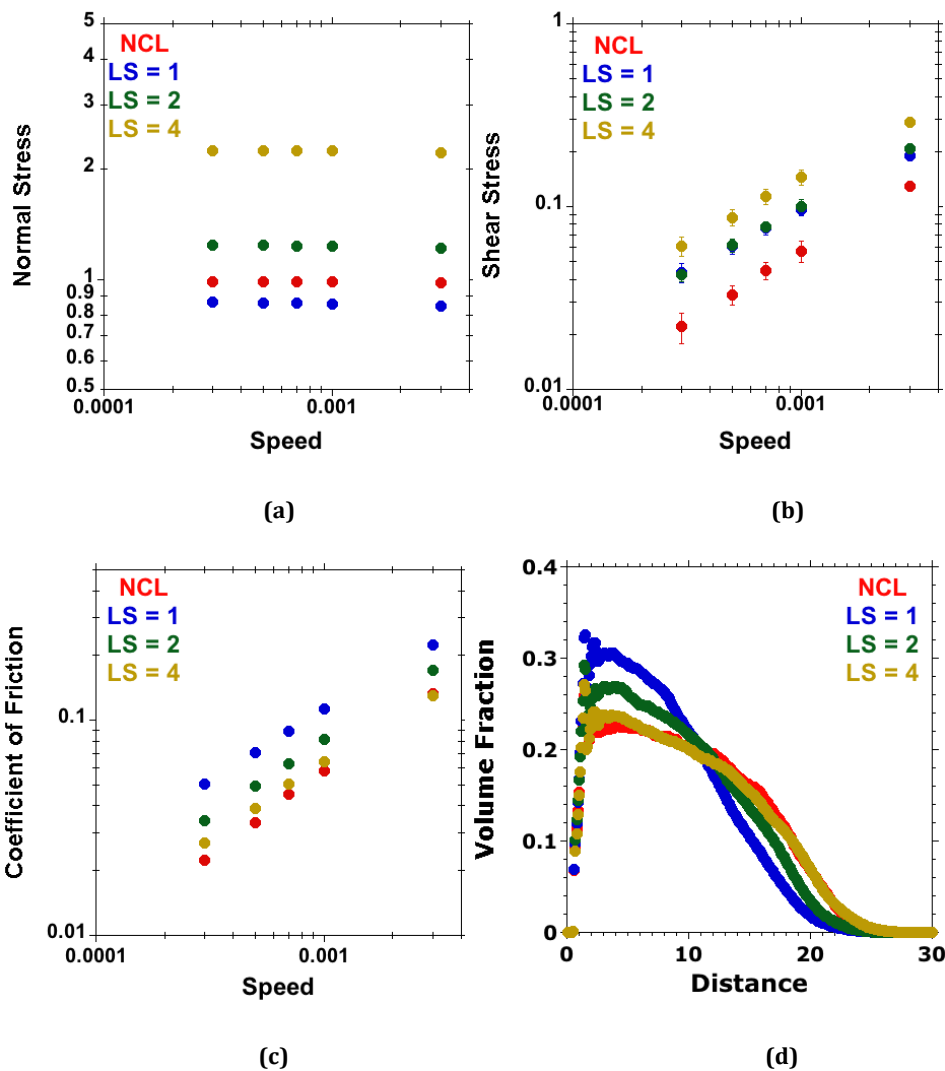 5
4
3
2
1
0.9
0.8
0.7
0.6
0.5
0.0001
0.001
Normal Stress
Speed
NCL
LS = 1
LS = 2
LS = 4
(a)
1
0.1
0.01
0.0001
0.001
Shear Stress
Speed
NCL
LS = 1
LS = 2
LS = 4
(b)
0.1
0.01
0.0001
0.001
Coefficient of Friction
Speed
NCL
LS = 1
LS = 2
LS = 4
(c)
0.4
0.3
0.2
0.1
0
0
10
20
30
Volume Fraction
Distance
NCL
LS = 1
LS = 2
LS = 4
(d)